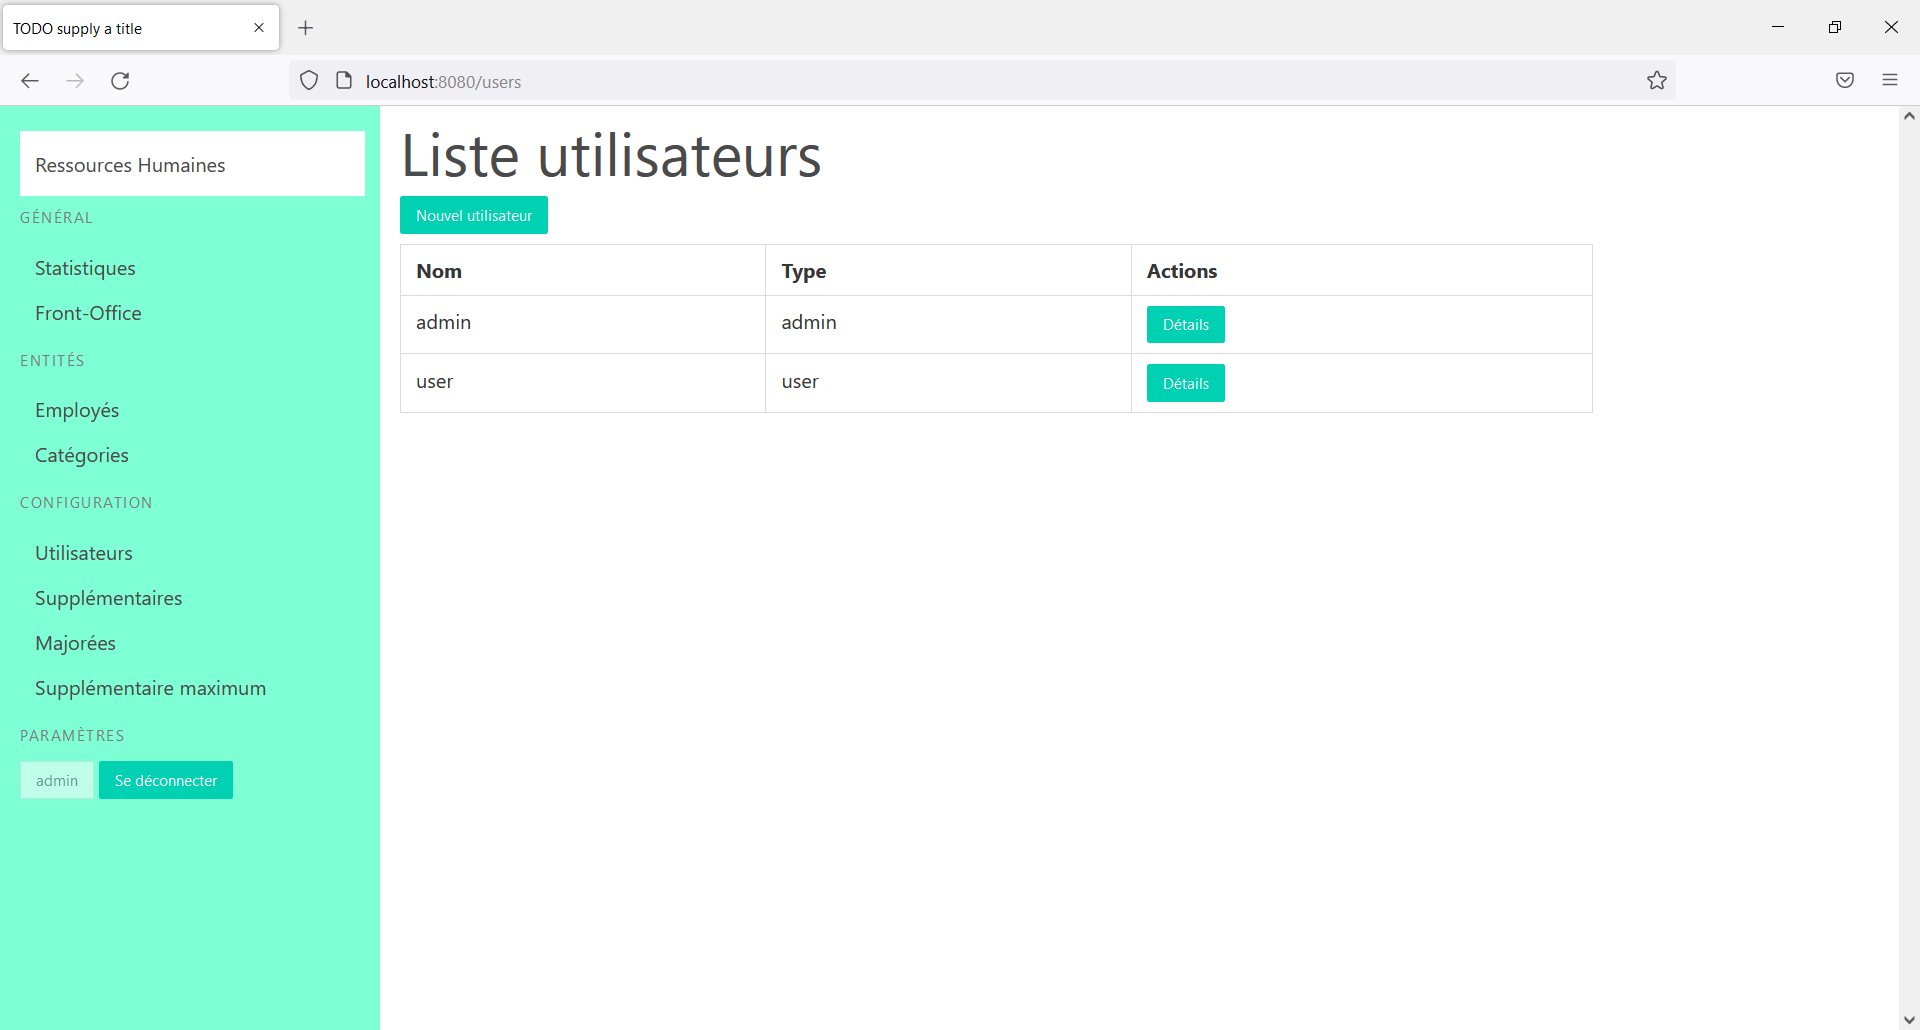 TODO supply a title
localhost:8080/users
Ressources Humaines
GÉNÉRAL
Statistiques
Front-Office
ENTITÉS
Employés
Catégories
CONFIGURATION
Utilisateurs
Supplémentaires
Majorées
Supplémentaire maximum
PARAMÈTRES
admin Se déconnecter
Liste utilisateurs
Nouvel utilisateur
Nom Type Actions
admin admin Détails
user user Détails